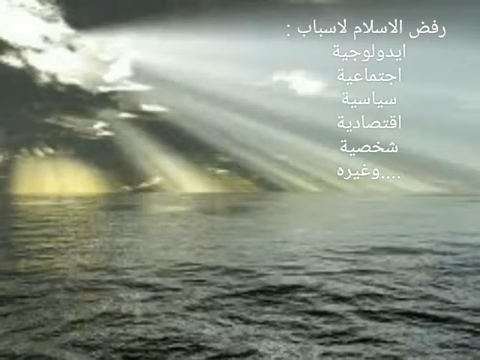 رفض الاسلام لاسباب :
ايدولوجية
اجتماعية
سياسية
اقتصادية
شخصية
....وغيره